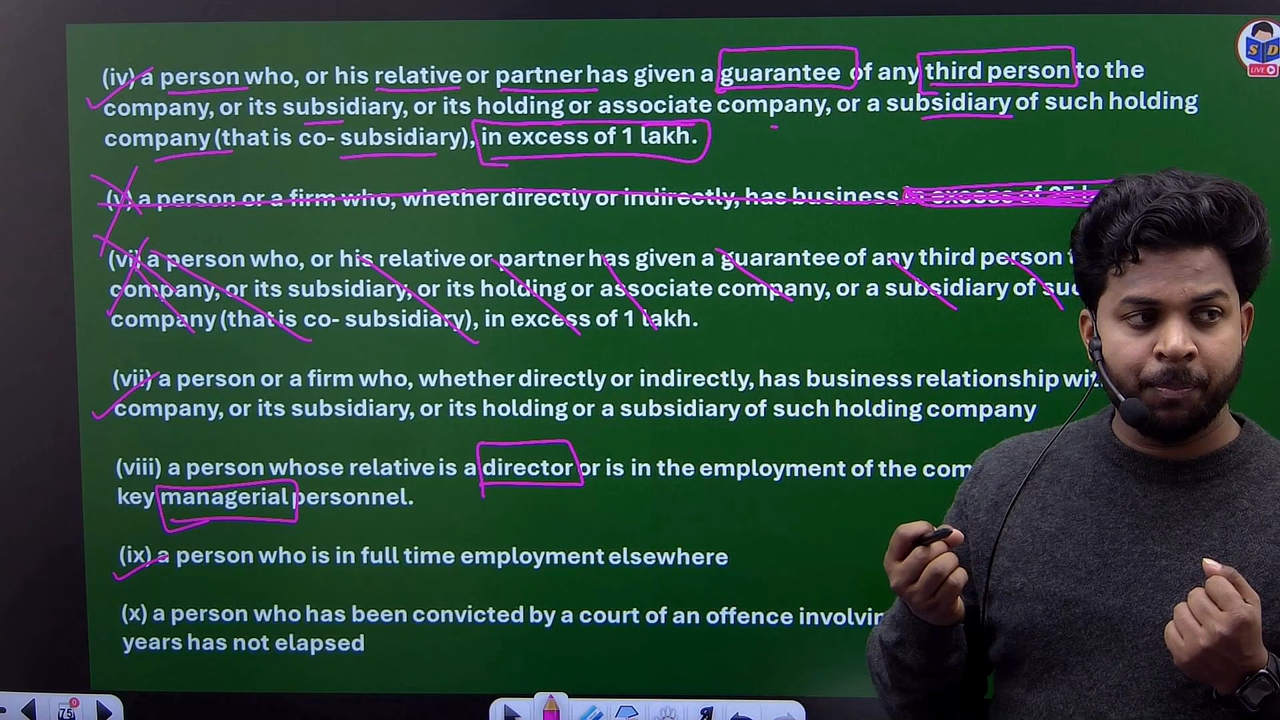 (iv) a person who, or his relative or partner has given a guarantee of any third person to the
company, or its subsidiary, or its holding or associate company, or a subsidiary of such holding
company (that is co- subsidiary), in excess of 1 lakh.
(v) a person or a firm who, whether directly or indirectly, has business in excess of 25
(vi) a person who, or his relative or partner has given a guarantee of any third person
company, or its subsidiary, or its holding or associate company, or a subsidiary of
company (that is co- subsidiary), in excess of 1 lakh.
(vii) a person or a firm who, whether directly or indirectly, has business relationship
company, or its subsidiary, or its holding or a subsidiary of such holding company
(viii) a person whose relative is a director or is in the employment of the
key managerial personnel.
(ix) a person who is in full time employment elsewhere
(x) a person who has been convicted by a court of an offence
years has not elapsed
S D
LIVE
75